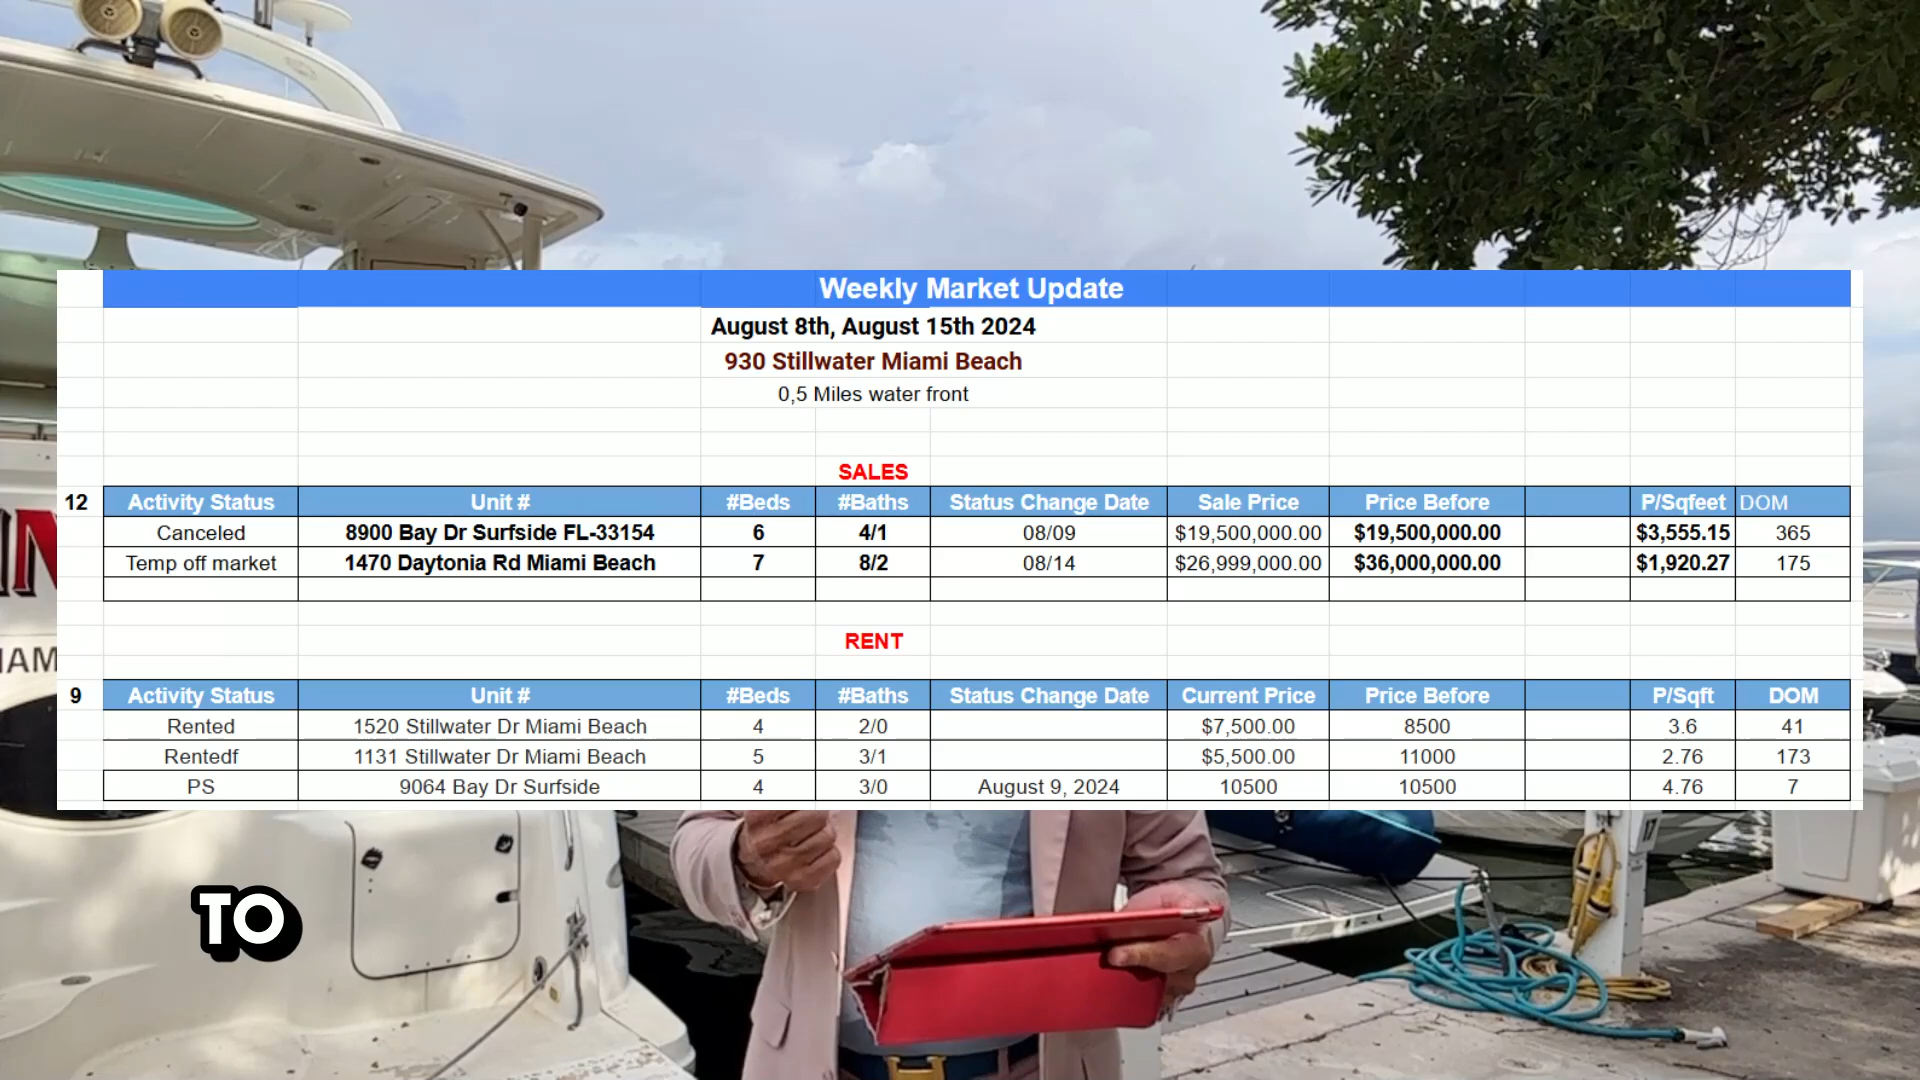 Weekly Market Update
August 8th, August 15th 2024
930 Stillwater Miami Beach
0,5 Miles water front
SALES
12 Activity Status Unit # #Beds #Baths Status Change Date Sale Price Price Before P/Sqfeet DOM
Canceled 8900 Bay Dr Surfside FL-33154 6 4/1 08/09 $19,500,000.00 $19,500,000.00 $3,555.15 365
Temp off market 1470 Daytonia Rd Miami Beach 7 8/2 08/14 $26,999,000.00 $36,000,000.00 $1,920.27 175
RENT
9 Activity Status Unit # #Beds #Baths Status Change Date Current Price Price Before P/Sqft DOM
Rented 1520 Stillwater Dr Miami Beach 4 2/0 $7,500.00 8500 3.6 41
Rentedf 1131 Stillwater Dr Miami Beach 5 3/1 $5,500.00 11000 2.76 173
PS 9064 Bay Dr Surfside 4 3/0 August 9, 2024 10500 10500 4.76 7
17
TO